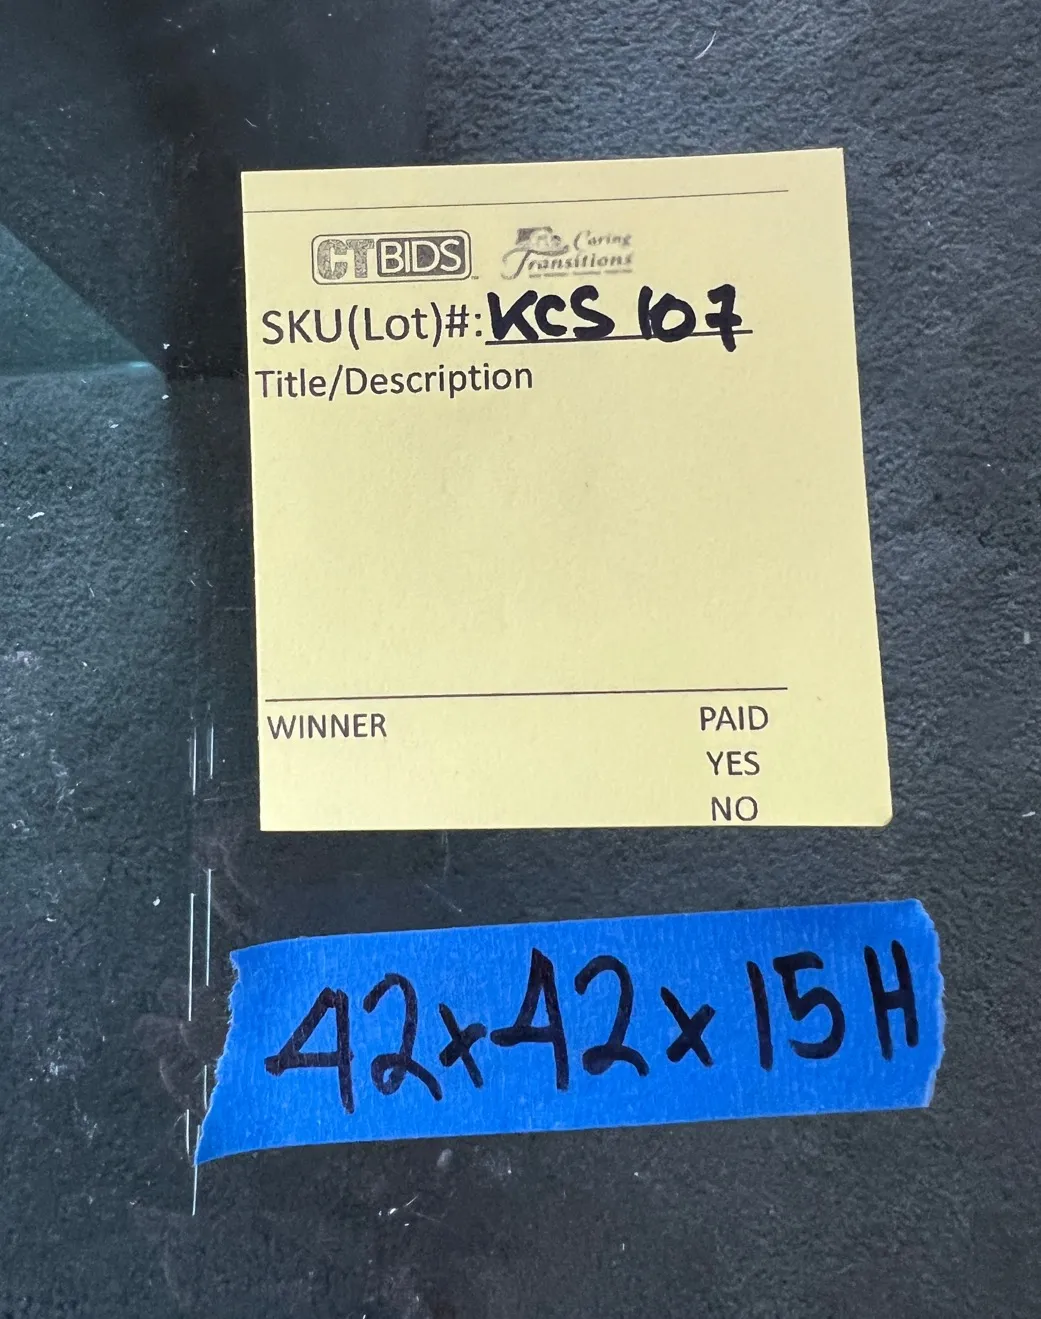 CTBIDS Caring Transitions
SKU(Lot)#: KCS 107
Title/Description
WINNER PAID
YES
NO
42x42x15H